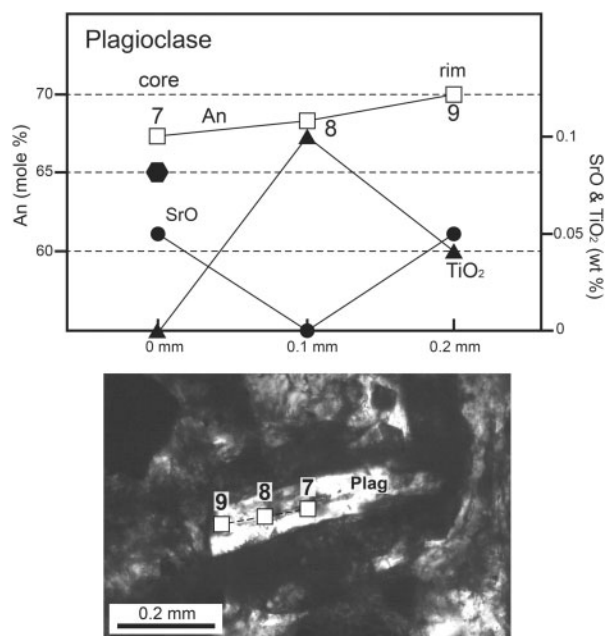 Plagioclase
core
rim
70
7
An
8
9
65
60
SrO
TiO₂
0.1
0.05
0
An (mole %)
SrO & TiO₂ (wt %)
0 mm
0.1 mm
0.2 mm
9
8
7
Plag
0.2 mm